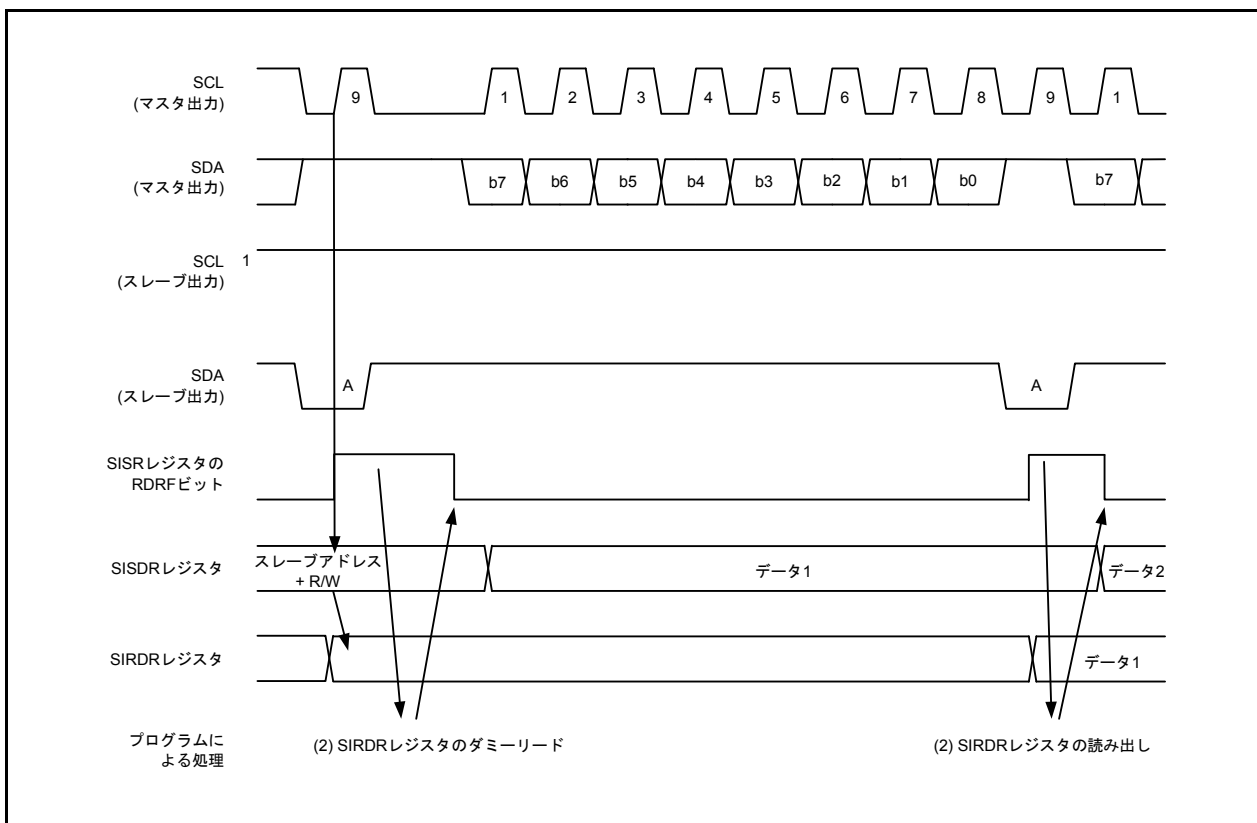 SCL
(マスタ出力)
9
1
2
3
4
5
6
7
8
9
1
SDA
(マスタ出力)
b7
b6
b5
b4
b3
b2
b1
b0
b7
SCL
(スレーブ出力)
1
SDA
(スレーブ出力)
A
A
SISRレジスタの
RDRFビット
SISDRレジスタ
スレーブアドレス
+ R/W
データ1
データ2
SIRDRレジスタ
データ1
プログラムに
よる処理
(2) SIRDRレジスタのダミーリード
(2) SIRDRレジスタの読み出し